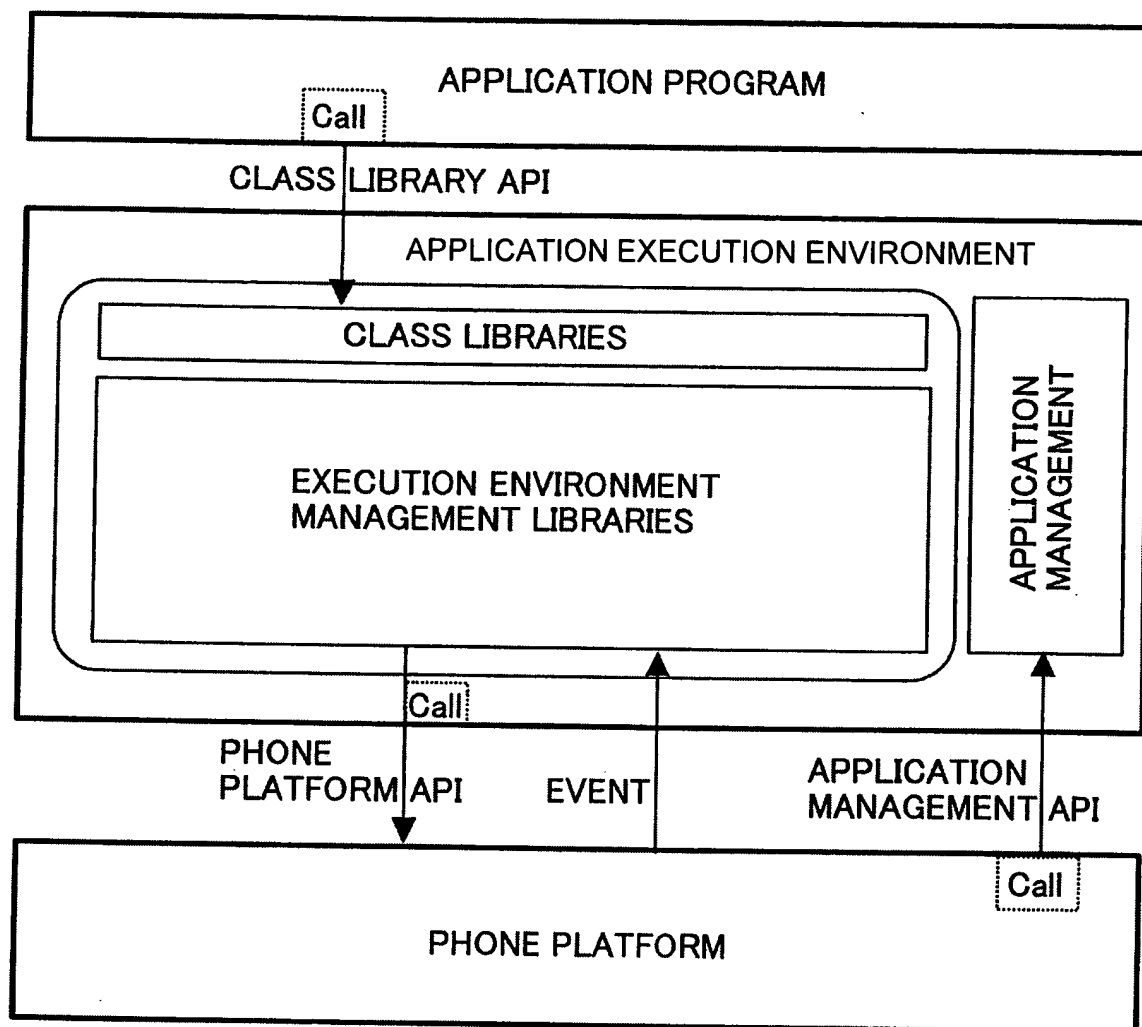 APPLICATION PROGRAM
Call
CLASS LIBRARY API
APPLICATION EXECUTION ENVIRONMENT
CLASS LIBRARIES
EXECUTION ENVIRONMENT
MANAGEMENT LIBRARIES
APPLICATION
MANAGEMENT
Call
PHONE
PLATFORM API
EVENT
APPLICATION
MANAGEMENT API
Call
PHONE PLATFORM